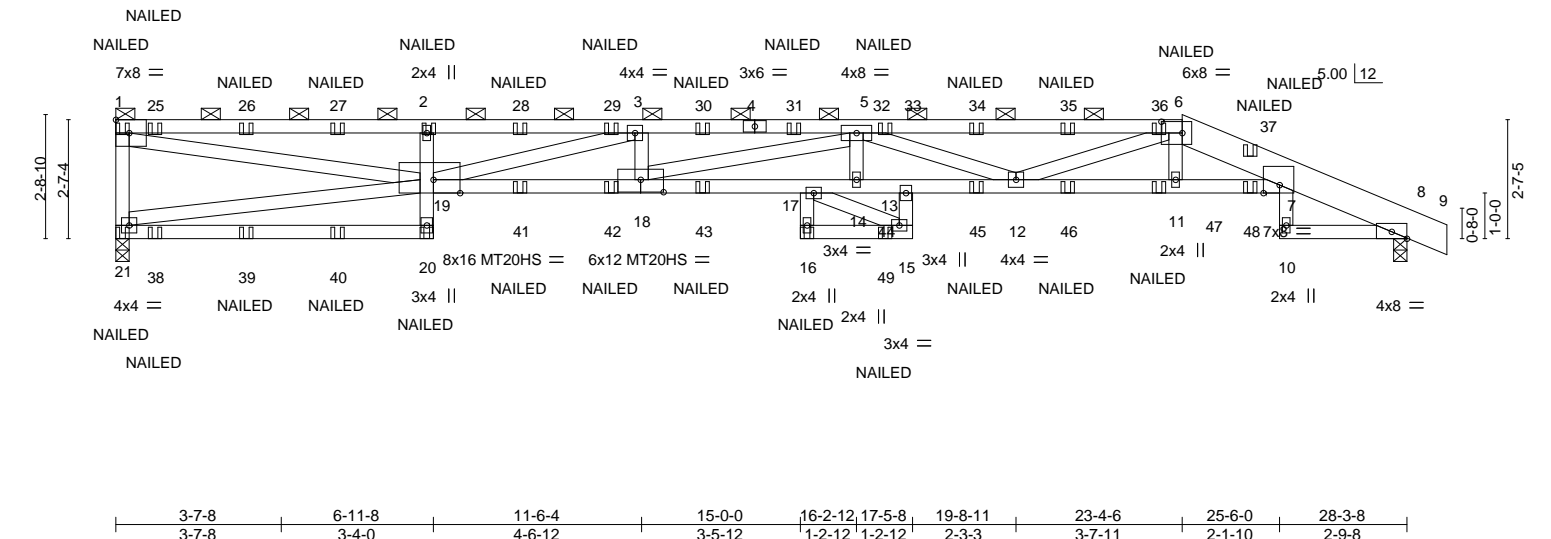 NAILED
NAILED NAILED NAILED NAILED NAILED
NAILED
7x8 = 2x4 || 4x4 = 3x6 = 4x8 = 6x8 = 5.00 12
NAILED NAILED NAILED NAILED NAILED NAILED NAILED
1 25 26 27 2 28 29 3 30 4 31 5 32 33 34 35 36 6 NAILED
37
2-8-10 2-7-4 2-7-5
8 9
19 17 13 7
18 14 11 47 0-8-0 1-0-0
41 42 43 44 45 12 46 48 7x8 =
3x4 = 2x4 ||
8x16 MT20HS = 6x12 MT20HS = 3x4 || 4x4 =
21 38 39 40 20 16 49 15 10
NAILED
NAILED NAILED NAILED NAILED NAILED
4x4 = 3x4 || 2x4 || 2x4 || 4x8 =
NAILED NAILED
2x4 ||
NAILED NAILED
NAILED
3x4 =
NAILED
NAILED
3-7-8 6-11-8 11-6-4 15-0-0 16-2-12 17-5-8 19-8-11 23-4-6 25-6-0 28-3-8
3-7-8 3-4-0 4-6-12 3-5-12 1-2-12 1-2-12 2-3-3 3-7-11 2-1-10 2-9-8